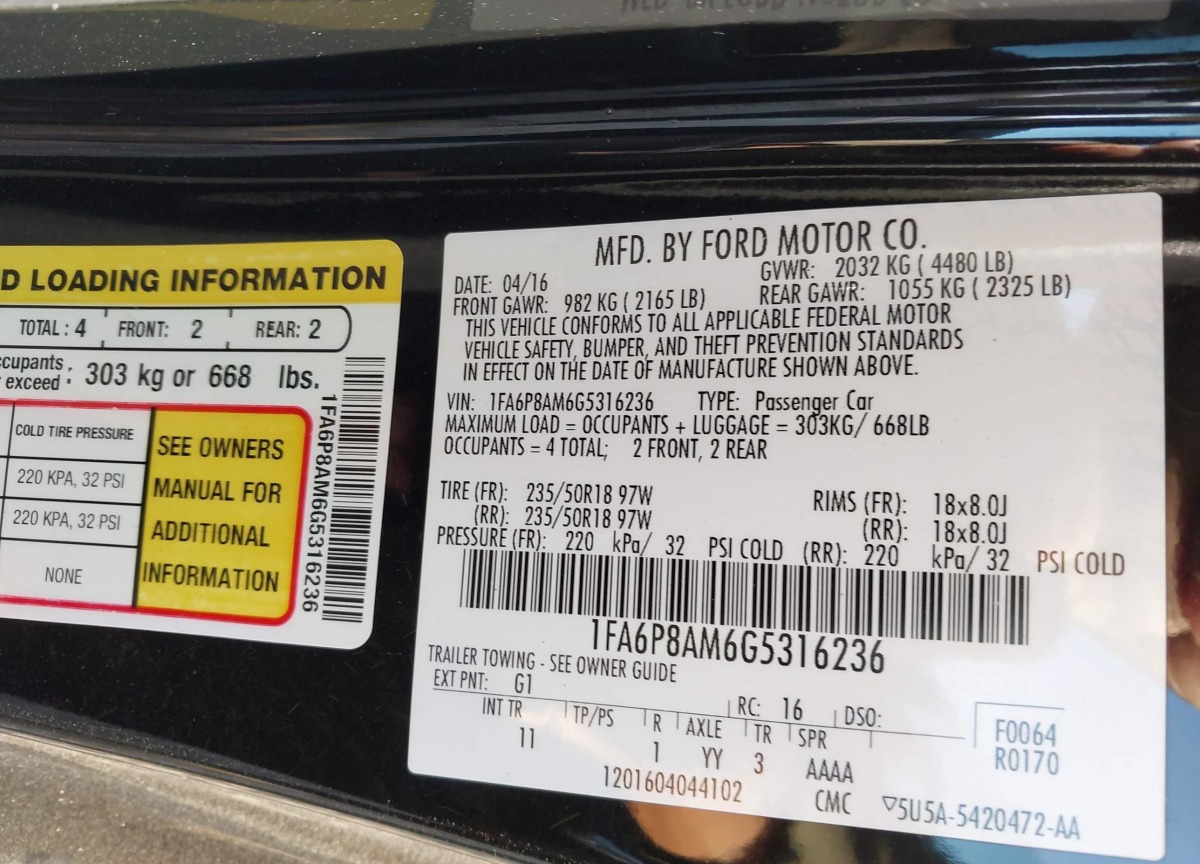 D LOADING INFORMATION
TOTAL : 4 FRONT: 2 REAR: 2
ccupants
exceed : 303 kg or 668 lbs.
COLD TIRE PRESSURE
220 KPA, 32 PSI
220 KPA, 32 PSI
NONE
SEE OWNERS
MANUAL FOR
ADDITIONAL
INFORMATION
1FA6P8AM6G5316236
MFD. BY FORD MOTOR CO.
DATE: 04/16 GVWR: 2032 KG ( 4480 LB)
FRONT GAWR: 982 KG ( 2165 LB) REAR GAWR: 1055 KG ( 2325 LB)
THIS VEHICLE CONFORMS TO ALL APPLICABLE FEDERAL MOTOR
VEHICLE SAFETY, BUMPER, AND THEFT PREVENTION STANDARDS
IN EFFECT ON THE DATE OF MANUFACTURE SHOWN ABOVE.
VIN: 1FA6P8AM6G5316236 TYPE: Passenger Car
MAXIMUM LOAD = OCCUPANTS + LUGGAGE = 303KG/ 668LB
OCCUPANTS = 4 TOTAL; 2 FRONT, 2 REAR
TIRE (FR): 235/50R18 97W RIMS (FR): 18x8.0J
(RR): 235/50R18 97W (RR): 18x8.0J
PRESSURE (FR): 220 kPa/ 32 PSI COLD (RR): 220 kPa/ 32 PSI COLD
1FA6P8AM6G5316236
TRAILER TOWING - SEE OWNER GUIDE
EXT PNT: G1 RC: 16 DSO:
INT TR TP/PS R AXLE TR SPR
11 1 YY 3 AAAA
F0064
R0170
1201604044102 CMC ▽5U5A-5420472-AA